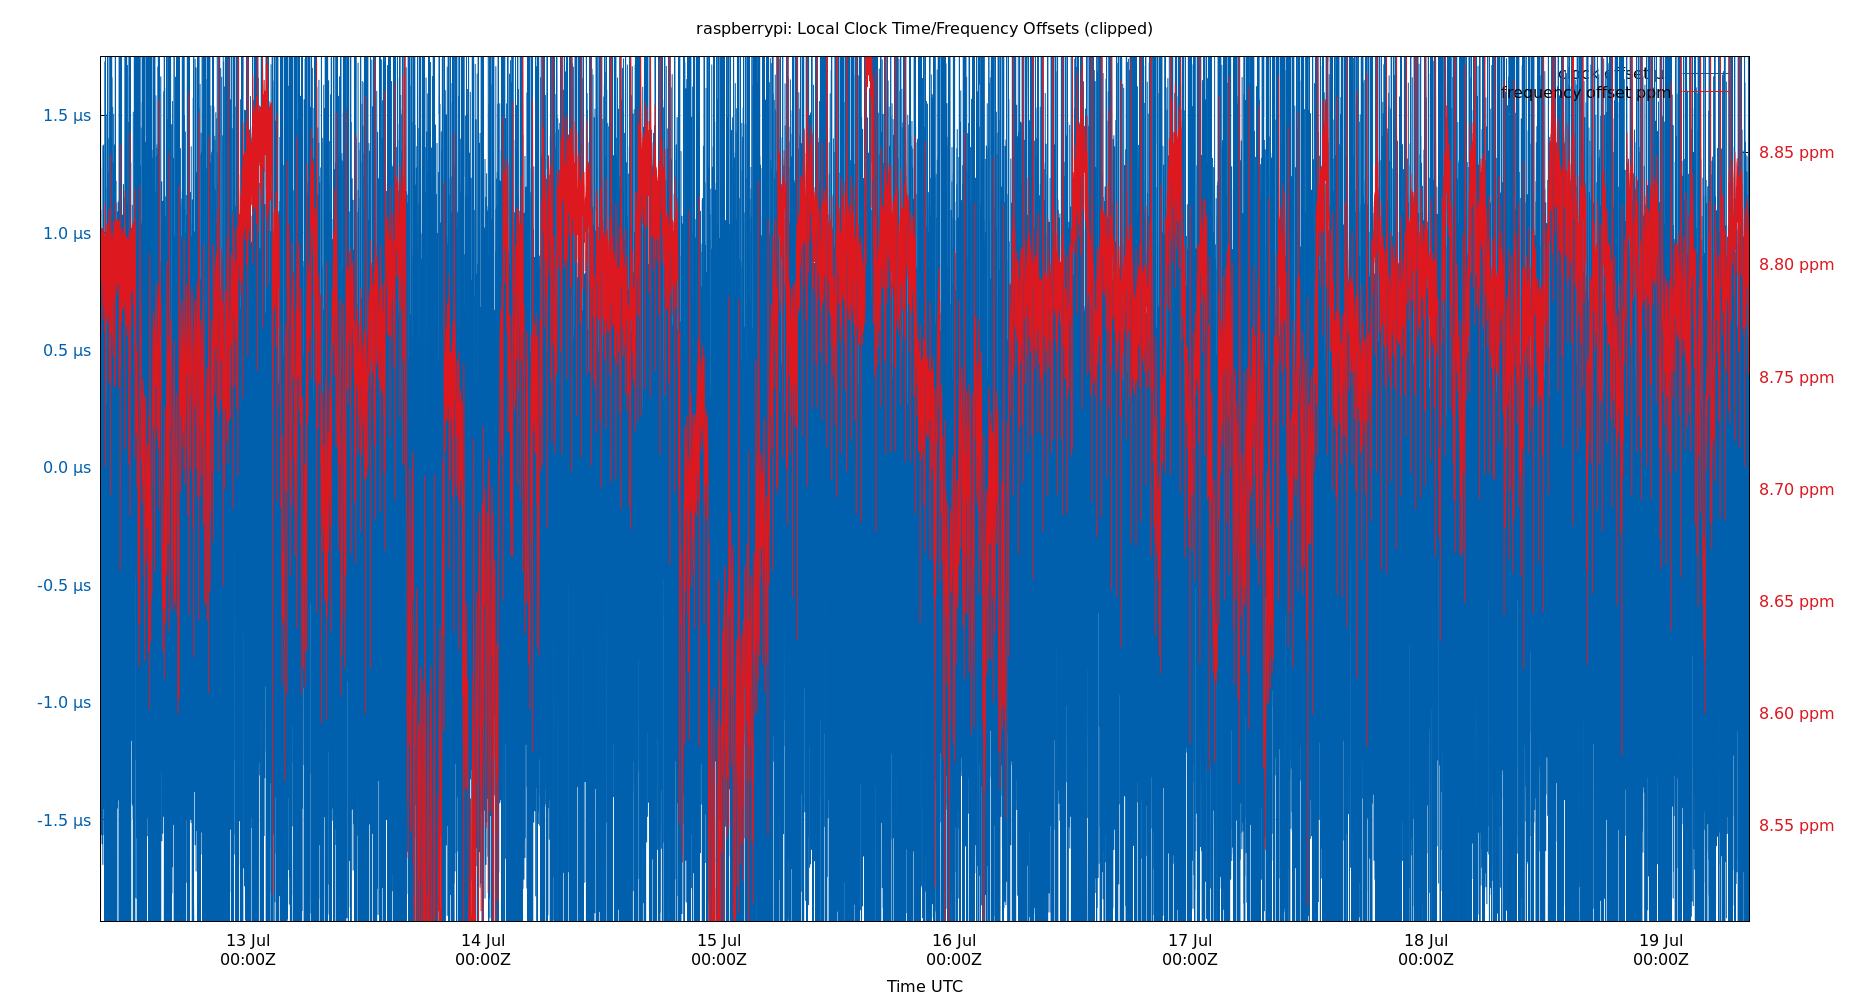 raspberrypi: Local Clock Time/Frequency Offsets (clipped)
clock offset
frequency offset ppm
1.5 µs
1.0 µs
0.5 µs
0.0 µs
-0.5 µs
-1.0 µs
-1.5 µs
8.85 ppm
8.80 ppm
8.75 ppm
8.70 ppm
8.65 ppm
8.60 ppm
8.55 ppm
13 Jul 14 Jul 15 Jul 16 Jul 17 Jul 18 Jul 19 Jul
00:00Z 00:00Z 00:00Z 00:00Z 00:00Z 00:00Z 00:00Z
Time UTC